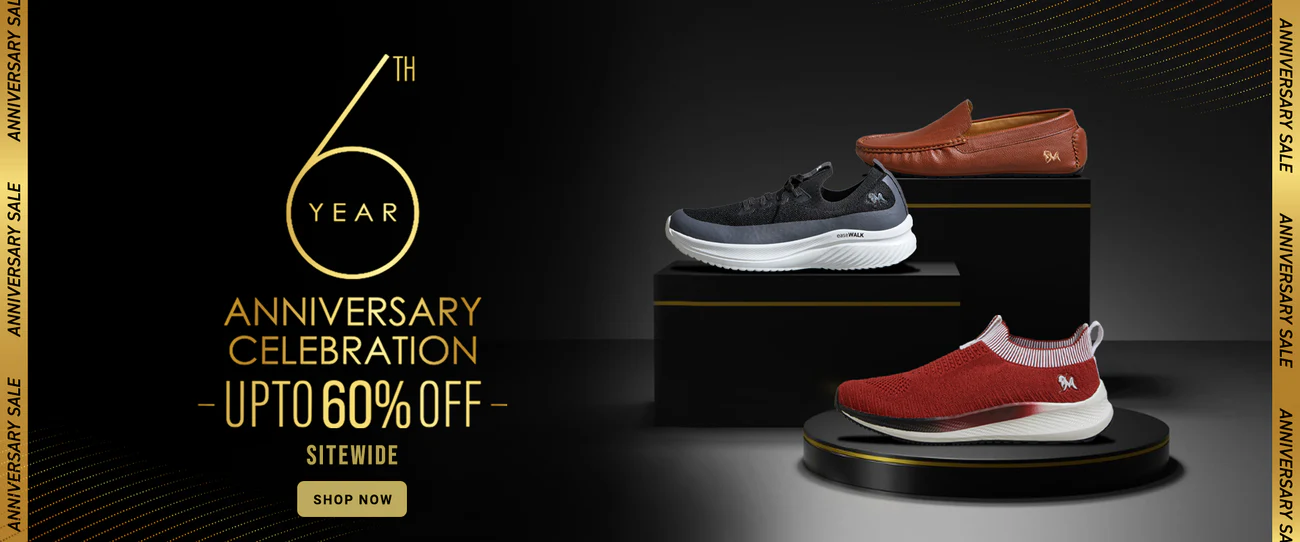 6TH
YEAR
ANNIVERSARY
CELEBRATION
- UPTO 60% OFF -
SITEWIDE
SHOP NOW
ANNIVERSARY SALE
ANNIVERSARY SALE
ANNIVERSARY SALE
ANNIVERSARY SALE
ANNIVERSARY SALE
ANNIVERSARY S
easeWALK